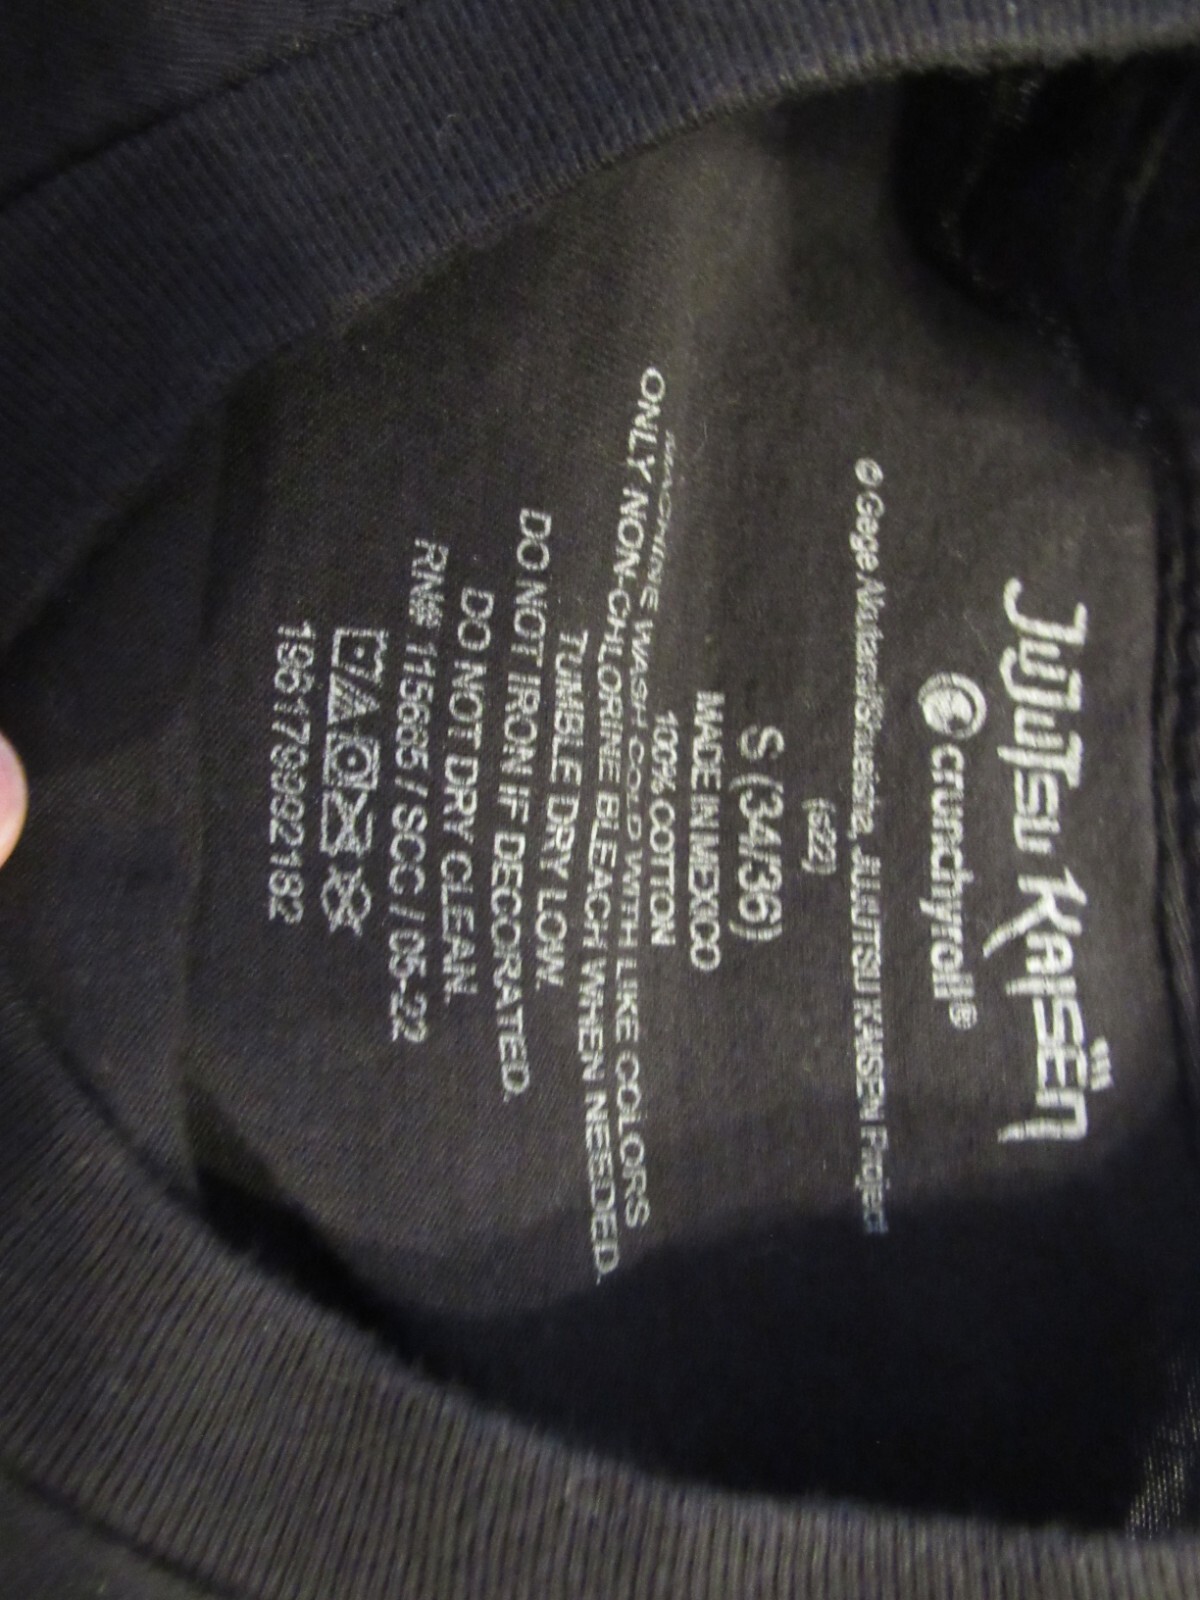 JUJUTSU KAISEN
crunchyroll®
© Gege Akutami/Shueisha, JUJUTSU KAISEN Project
(s22)
S (34/36)
MADE IN MEXICO
100% COTTON
MACHINE WASH COLD WITH LIKE COLORS
ONLY NON-CHLORINE BLEACH WHEN NEEDED.
TUMBLE DRY LOW.
DO NOT IRON IF DECORATED.
DO NOT DRY CLEAN.
RN# 115665 / SCC / 05-22
196179992182